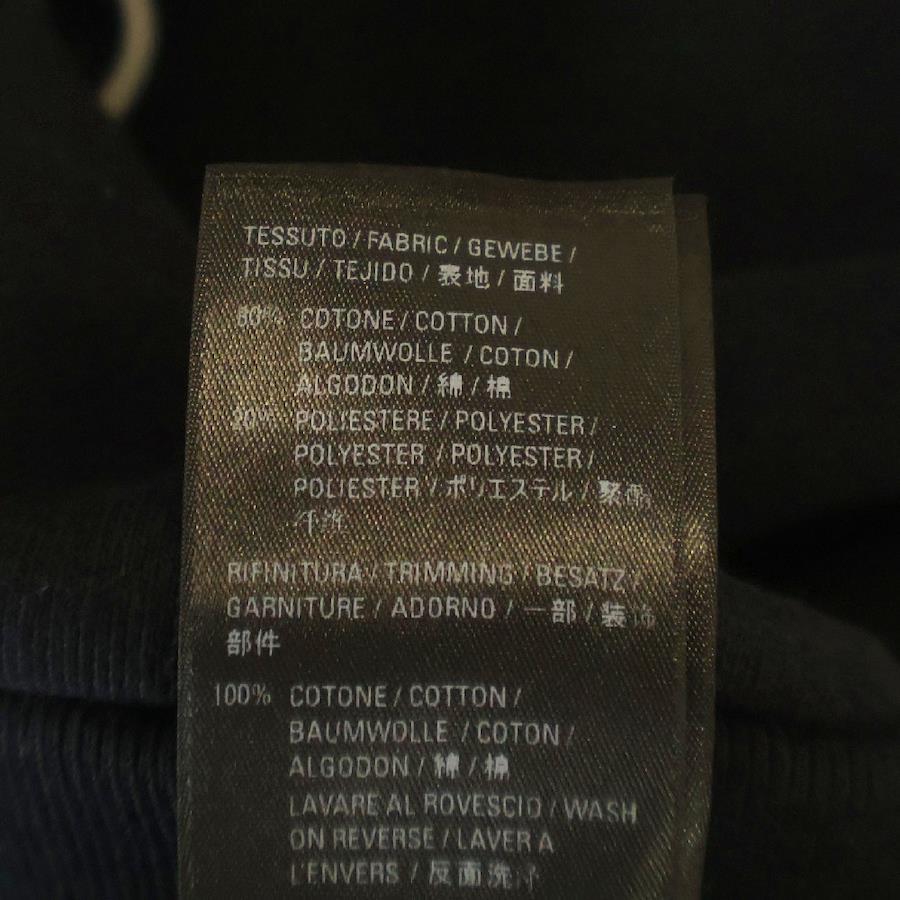 TESSUTO / FABRIC / GEWEBE /
TISSU / TEJIDO / 表地 / 面料
80% COTONE / COTTON /
BAUMWOLLE / COTON /
ALGODON / 綿 / 棉
20% POLIESTERE / POLYESTER /
POLYESTER / POLYESTER /
POLIESTER / ポリエステル / 聚酯
纤维
RIFINITURA / TRIMMING / BESATZ /
GARNITURE / ADORNO / 一部 / 装饰
部件
100% COTONE / COTTON /
BAUMWOLLE / COTON /
ALGODON / 綿 / 棉
LAVARE AL ROVESCIO / WASH
ON REVERSE / LAVER A
L'ENVERS / 反面洗涤